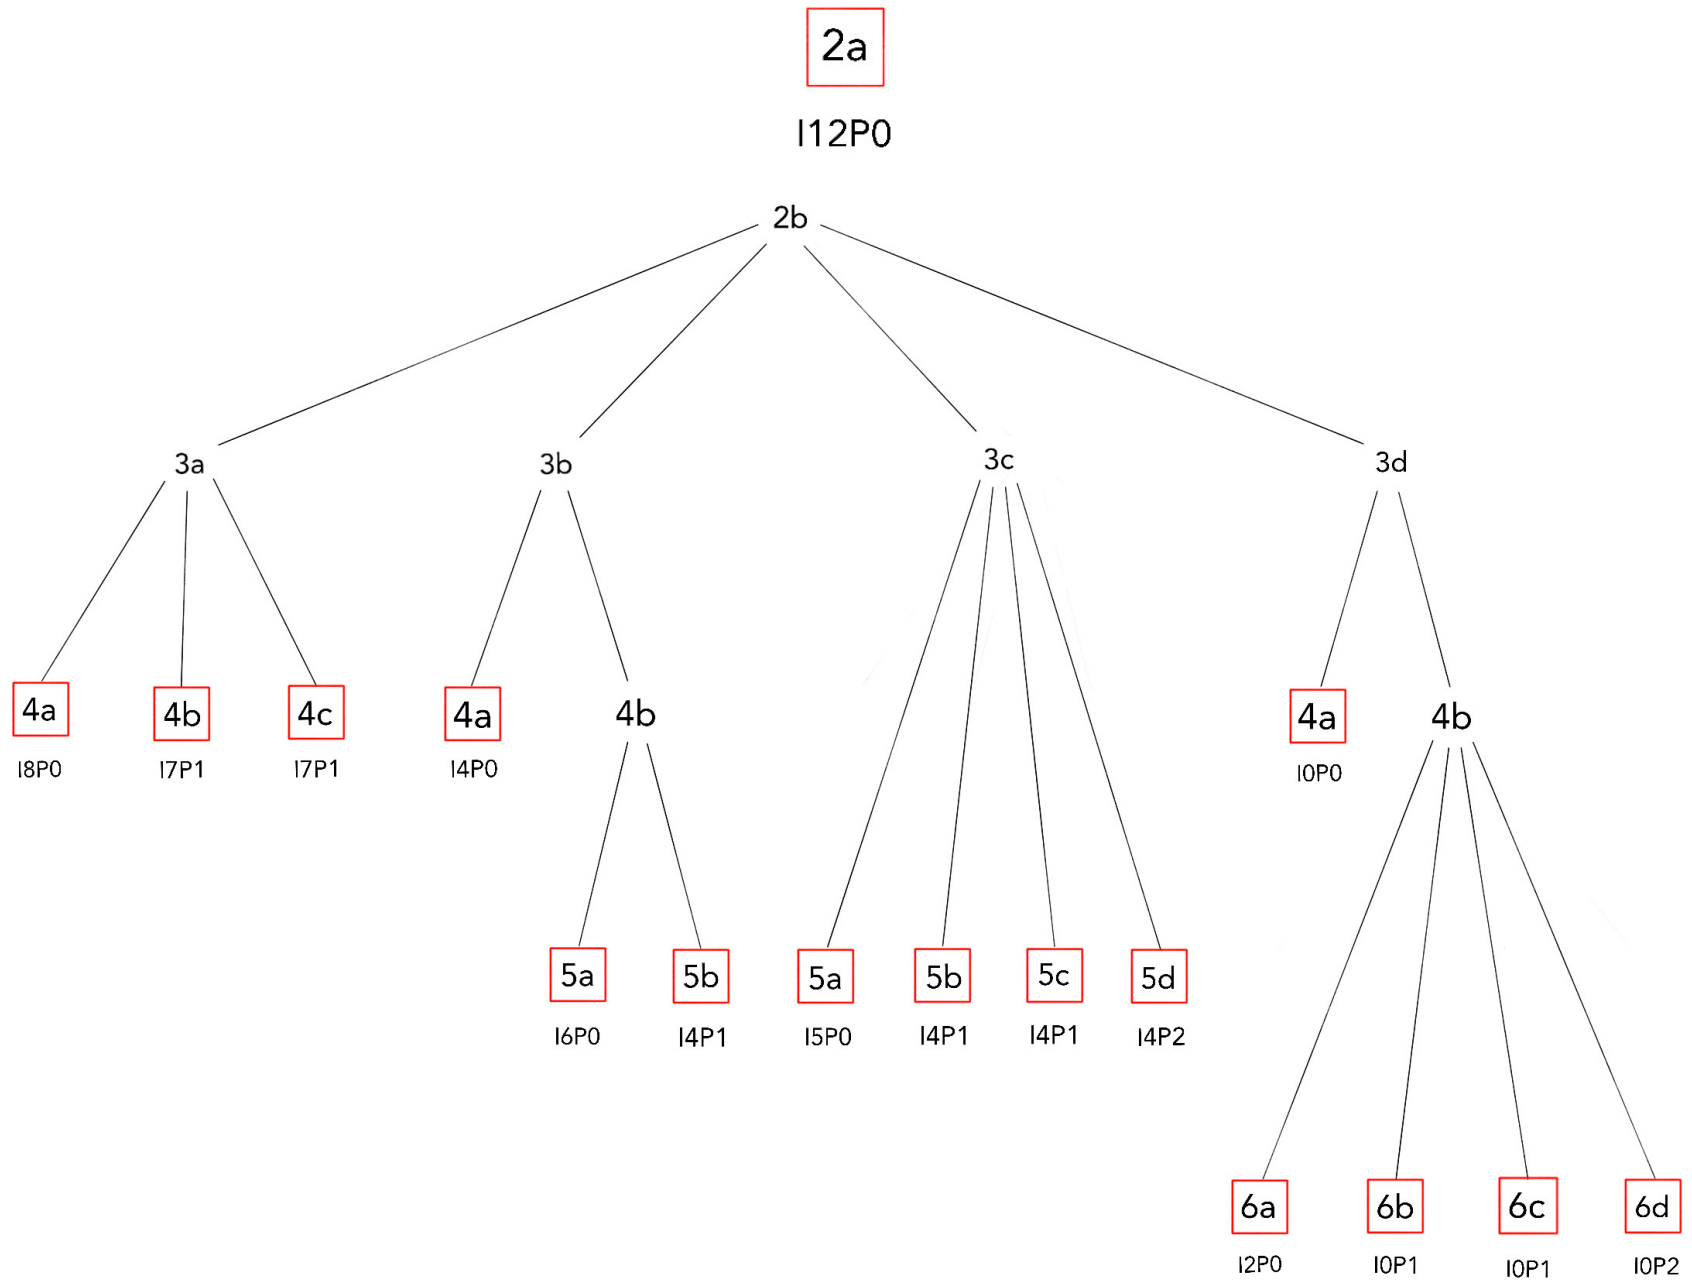 2a
I12P0
2b
3a 3b 3c 3d
4a 4b 4c 4a 4b 4a 4b
I8P0 I7P1 I7P1 I4P0 I0P0
5a 5b 5a 5b 5c 5d
I6P0 I4P1 I5P0 I4P1 I4P1 I4P2
6a 6b 6c 6d
I2P0 I0P1 I0P1 I0P2